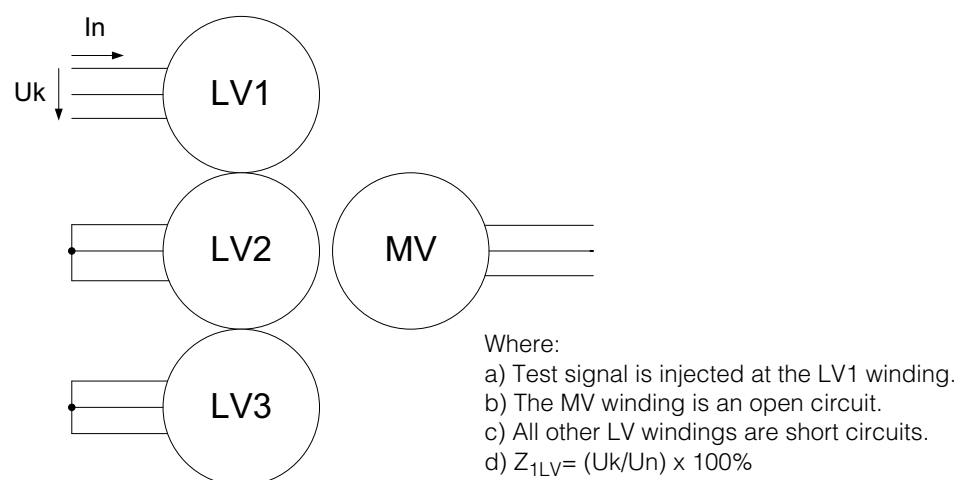 In
Uk
LV1
LV2
MV
LV3
Where:
a) Test signal is injected at the LV1 winding.
b) The MV winding is an open circuit.
c) All other LV windings are short circuits.
d) Z1LV= (Uk/Un) x 100%